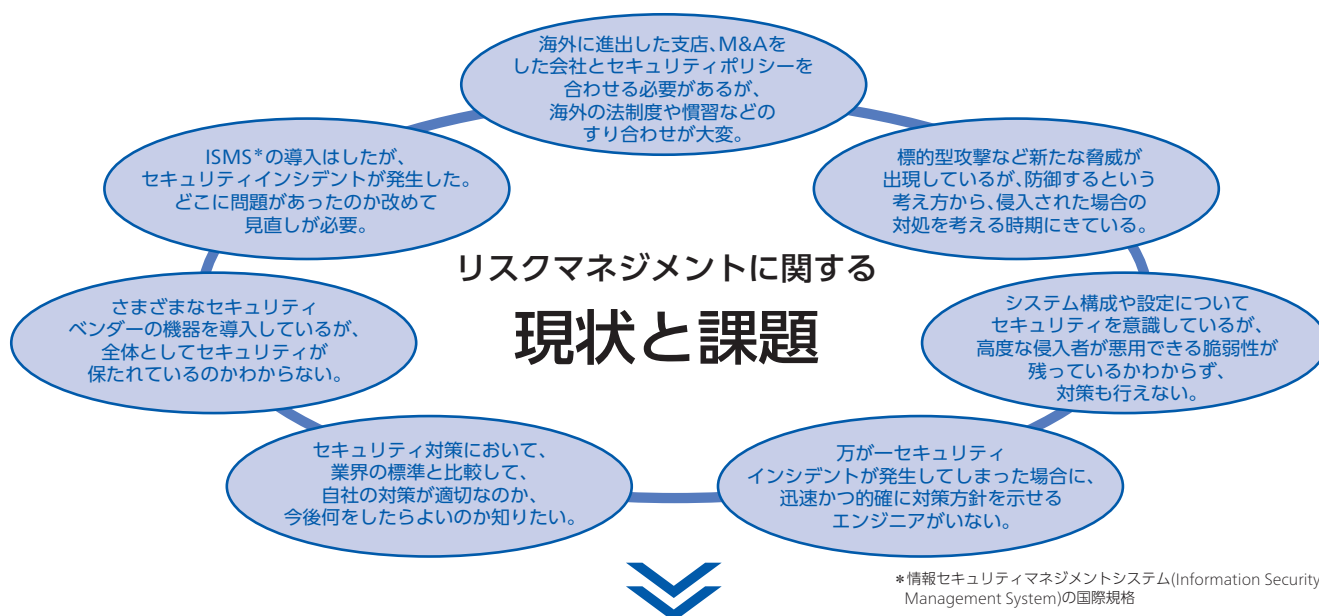 海外に進出した支店、M&Aを
した会社とセキュリティポリシーを
合わせる必要があるが、
海外の法制度や慣習などの
すり合わせが大変。
ISMS*の導入はしたが、
セキュリティインシデントが発生した。
どこに問題があったのか改めて
見直しが必要。
標的型攻撃など新たな脅威が
出現しているが、防御するという
考え方から、侵入された場合の
対処を考える時期にきている。
リスクマネジメントに関する
現状と課題
さまざまなセキュリティ
ベンダーの機器を導入しているが、
全体としてセキュリティが
保たれているのかわからない。
システム構成や設定について
セキュリティを意識しているが、
高度な侵入者が悪用できる脆弱性が
残っているかわからず、
対策も行えない。
セキュリティ対策において、
業界の標準と比較して、
自社の対策が適切なのか、
今後何をしたらよいのか知りたい。
万が一セキュリティ
インシデントが発生してしまった場合に、
迅速かつ的確に対策方針を示せる
エンジニアがいない。
*情報セキュリティマネジメントシステム(Information Security
Management System)の国際規格